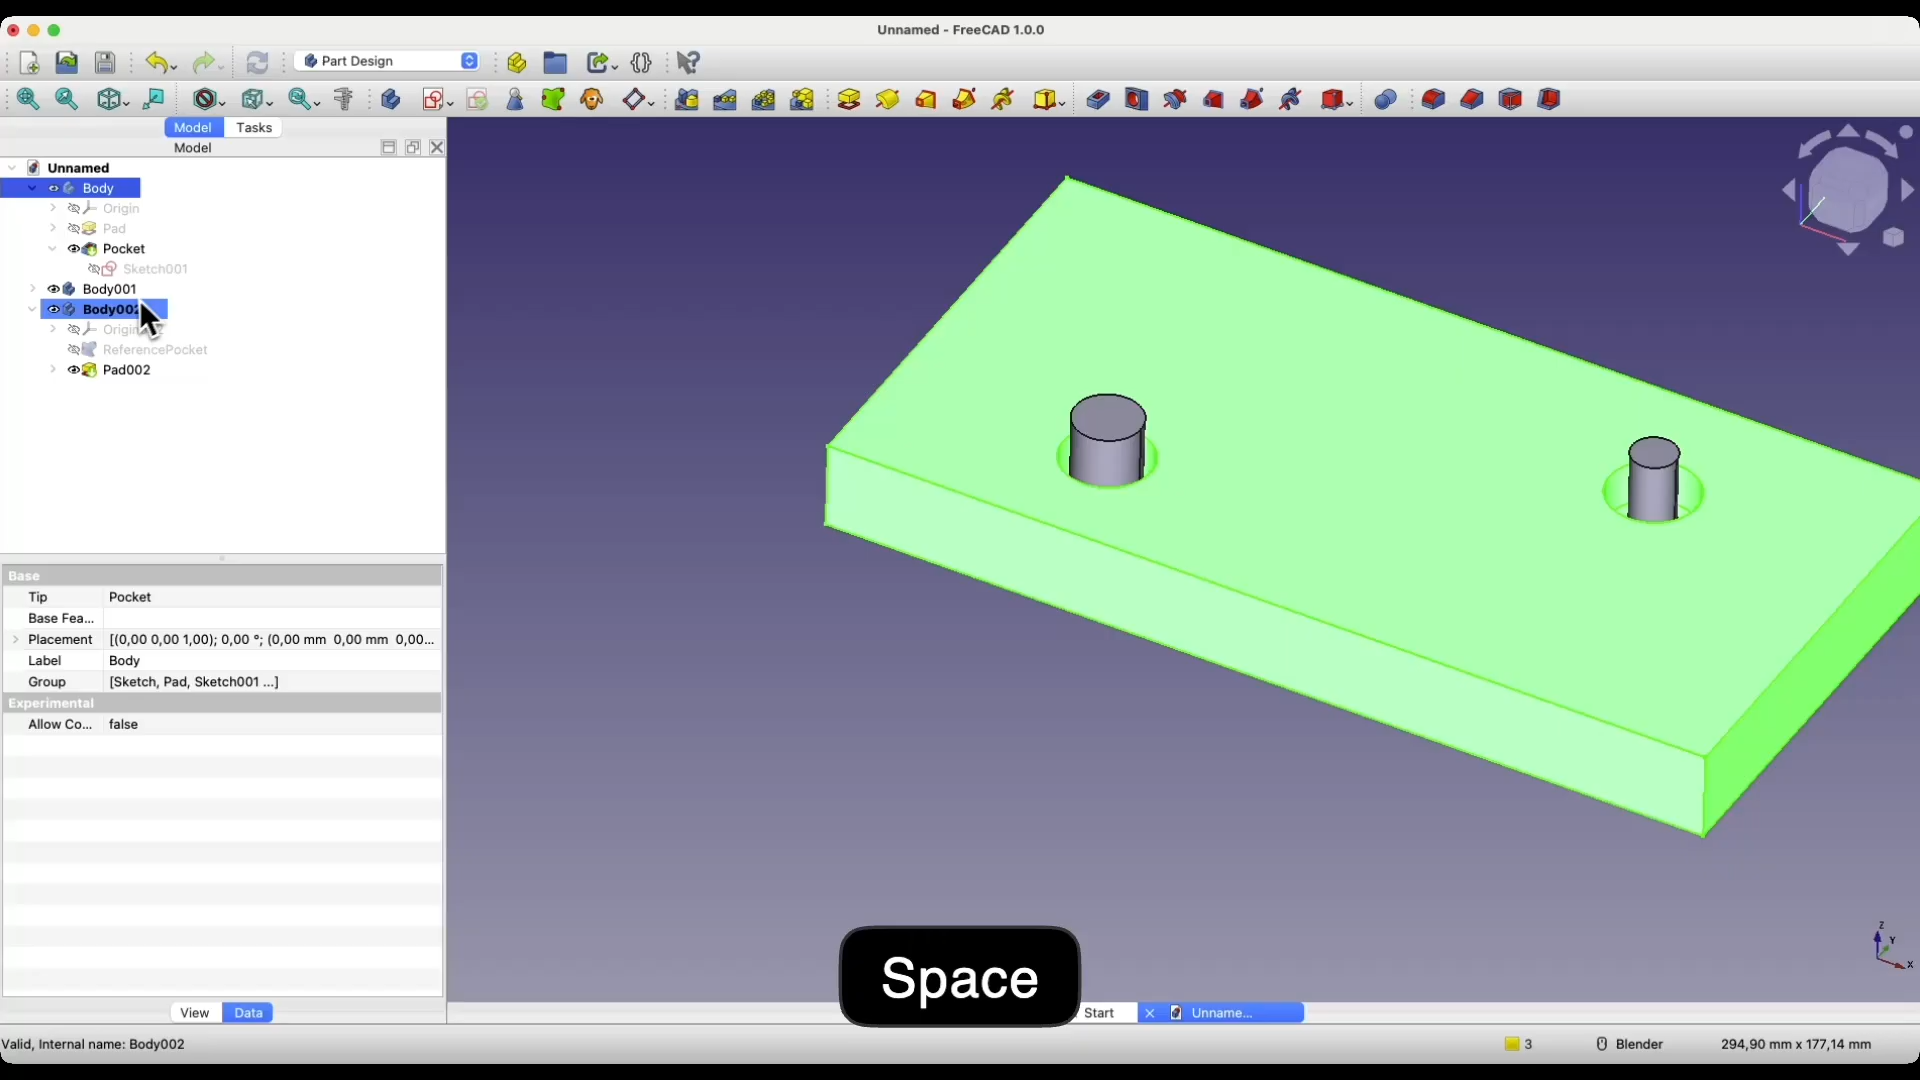 Unnamed - FreeCAD 1.0.0
Part Design
Model
Tasks
Model
Unnamed
Body
Origin
Pad
Pocket
Sketch001
Body001
Body002
Origin
ReferencePocket
Pad002
Base
Tip Pocket
Base Fea...
Placement [(0,00 0,00 1,00); 0,00 °; (0,00 mm 0,00 mm 0,00...
Label Body
Group [Sketch, Pad, Sketch001 ...]
Experimental
Allow Co... false
Z
Y
X
Space
View
Data
Start
Unname...
Valid, Internal name: Body002
3
Blender
294,90 mm x 177,14 mm